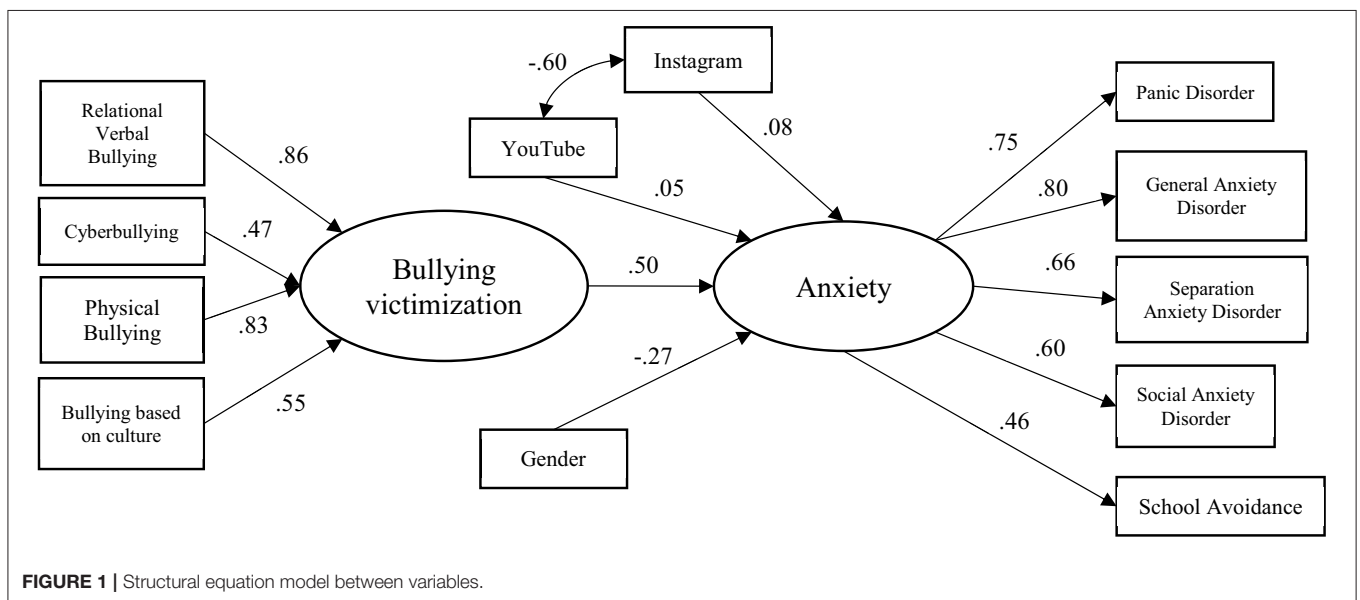 Relational
Verbal
Bullying
.86
Cyberbullying
.47
Physical
Bullying
.83
Bullying based
on culture
.55
Bullying
victimization
.50
-.60
Instagram
YouTube
.08
.05
Anxiety
-.27
Gender
.75
Panic Disorder
.80
General Anxiety
Disorder
.66
Separation
Anxiety Disorder
.60
Social Anxiety
Disorder
.46
School Avoidance
FIGURE 1 | Structural equation model between variables.